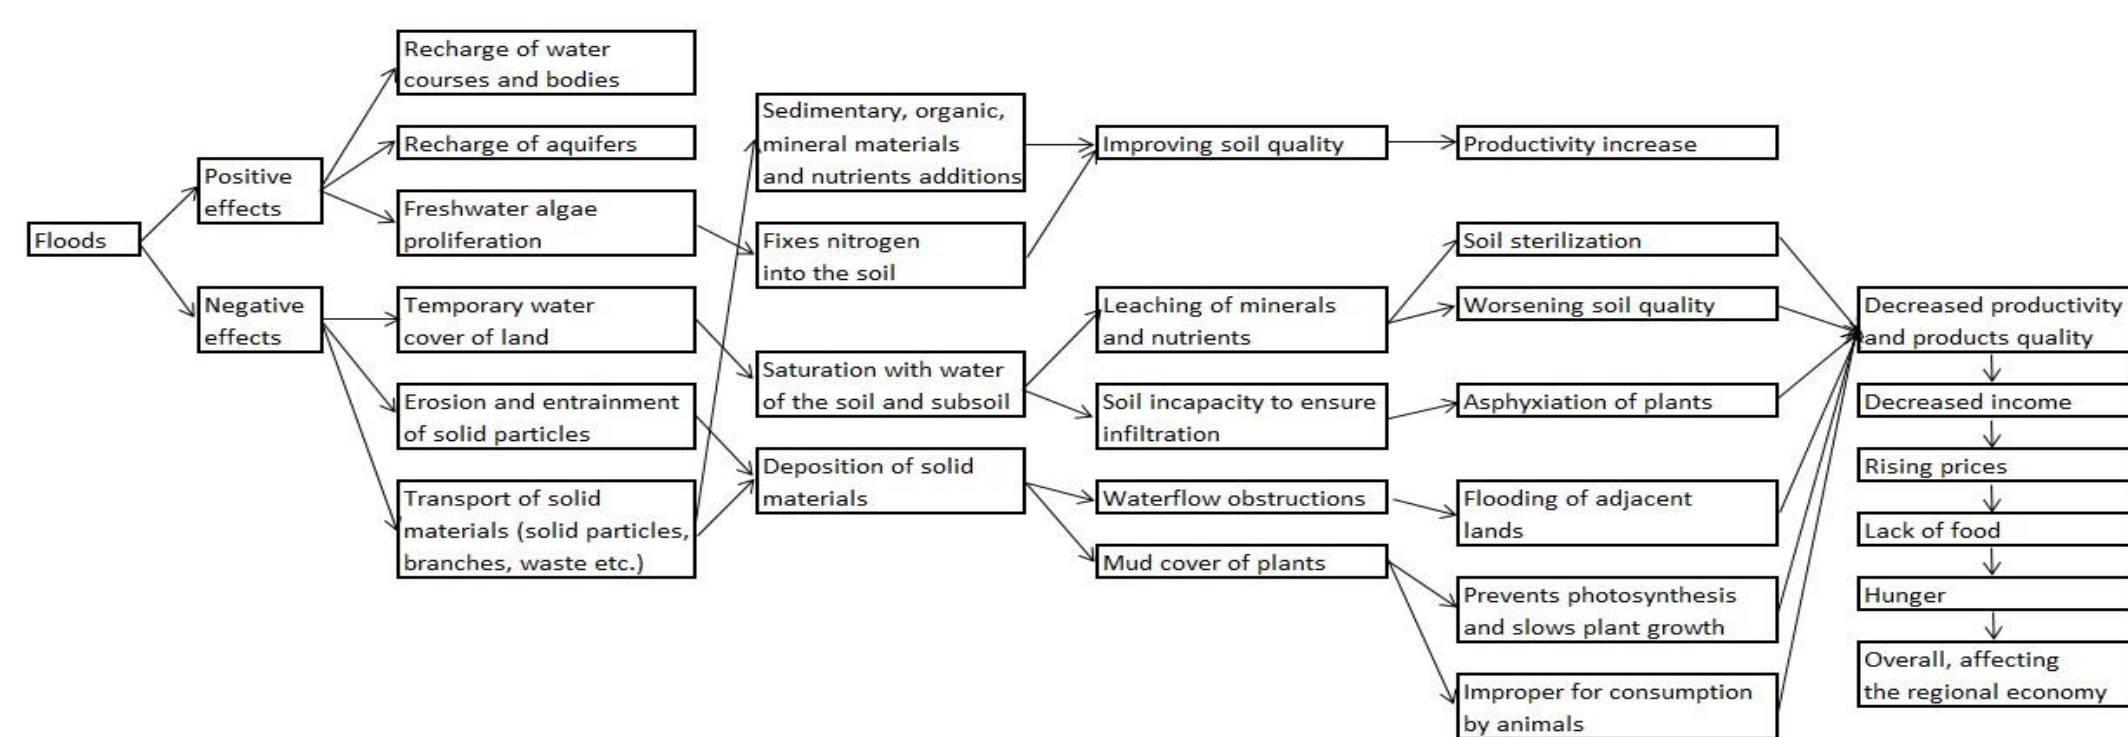 Floods
Positive
effects
Negative
effects
Recharge of water
courses and bodies
Recharge of aquifers
Freshwater algae
proliferation
Temporary water
cover of land
Erosion and entrainment
of solid particles
Transport of solid
materials (solid particles,
branches, waste etc.)
Sedimentary, organic,
mineral materials
and nutrients additions
Fixes nitrogen
into the soil
Saturation with water
of the soil and subsoil
Deposition of solid
materials
Improving soil quality
Leaching of minerals
and nutrients
Soil incapacity to ensure
infiltration
Waterflow obstructions
Mud cover of plants
Productivity increase
Soil sterilization
Worsening soil quality
Asphyxiation of plants
Flooding of adjacent
lands
Prevents photosynthesis
and slows plant growth
Improper for consumption
by animals
Decreased productivity
and products quality
Decreased income
Rising prices
Lack of food
Hunger
Overall, affecting
the regional economy